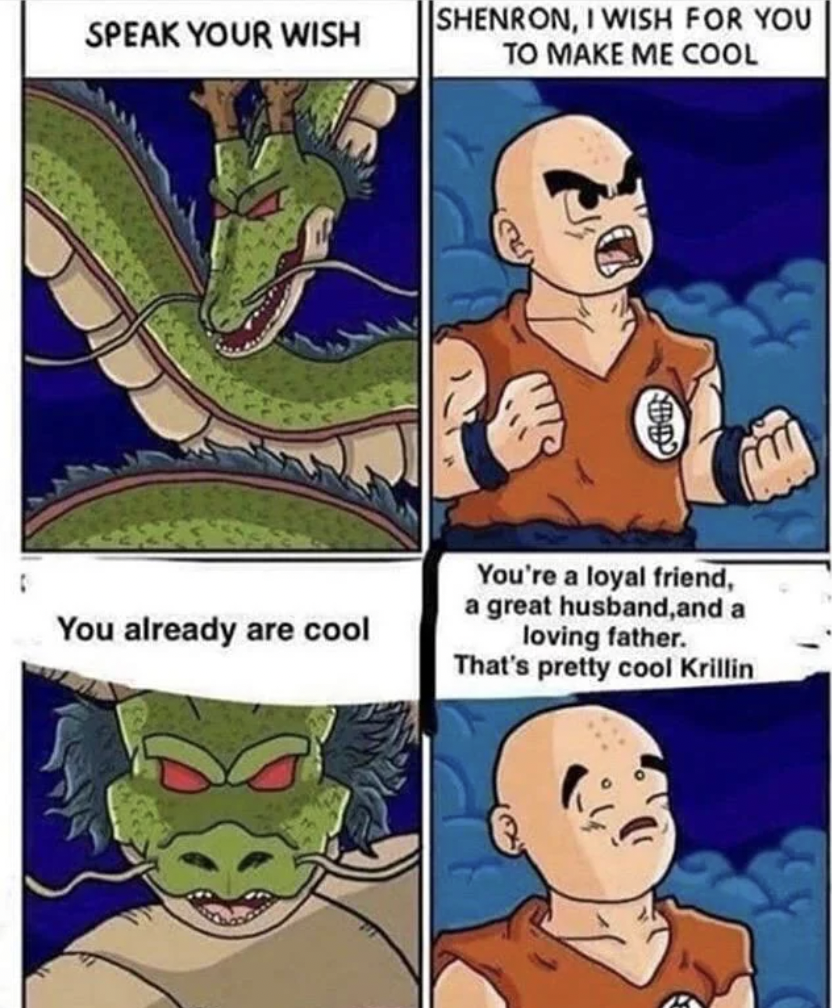 SPEAK YOUR WISH
SHENRON, I WISH FOR YOU
TO MAKE ME COOL
亀
You already are cool
You're a loyal friend,
a great husband,and a
loving father.
That's pretty cool Krillin